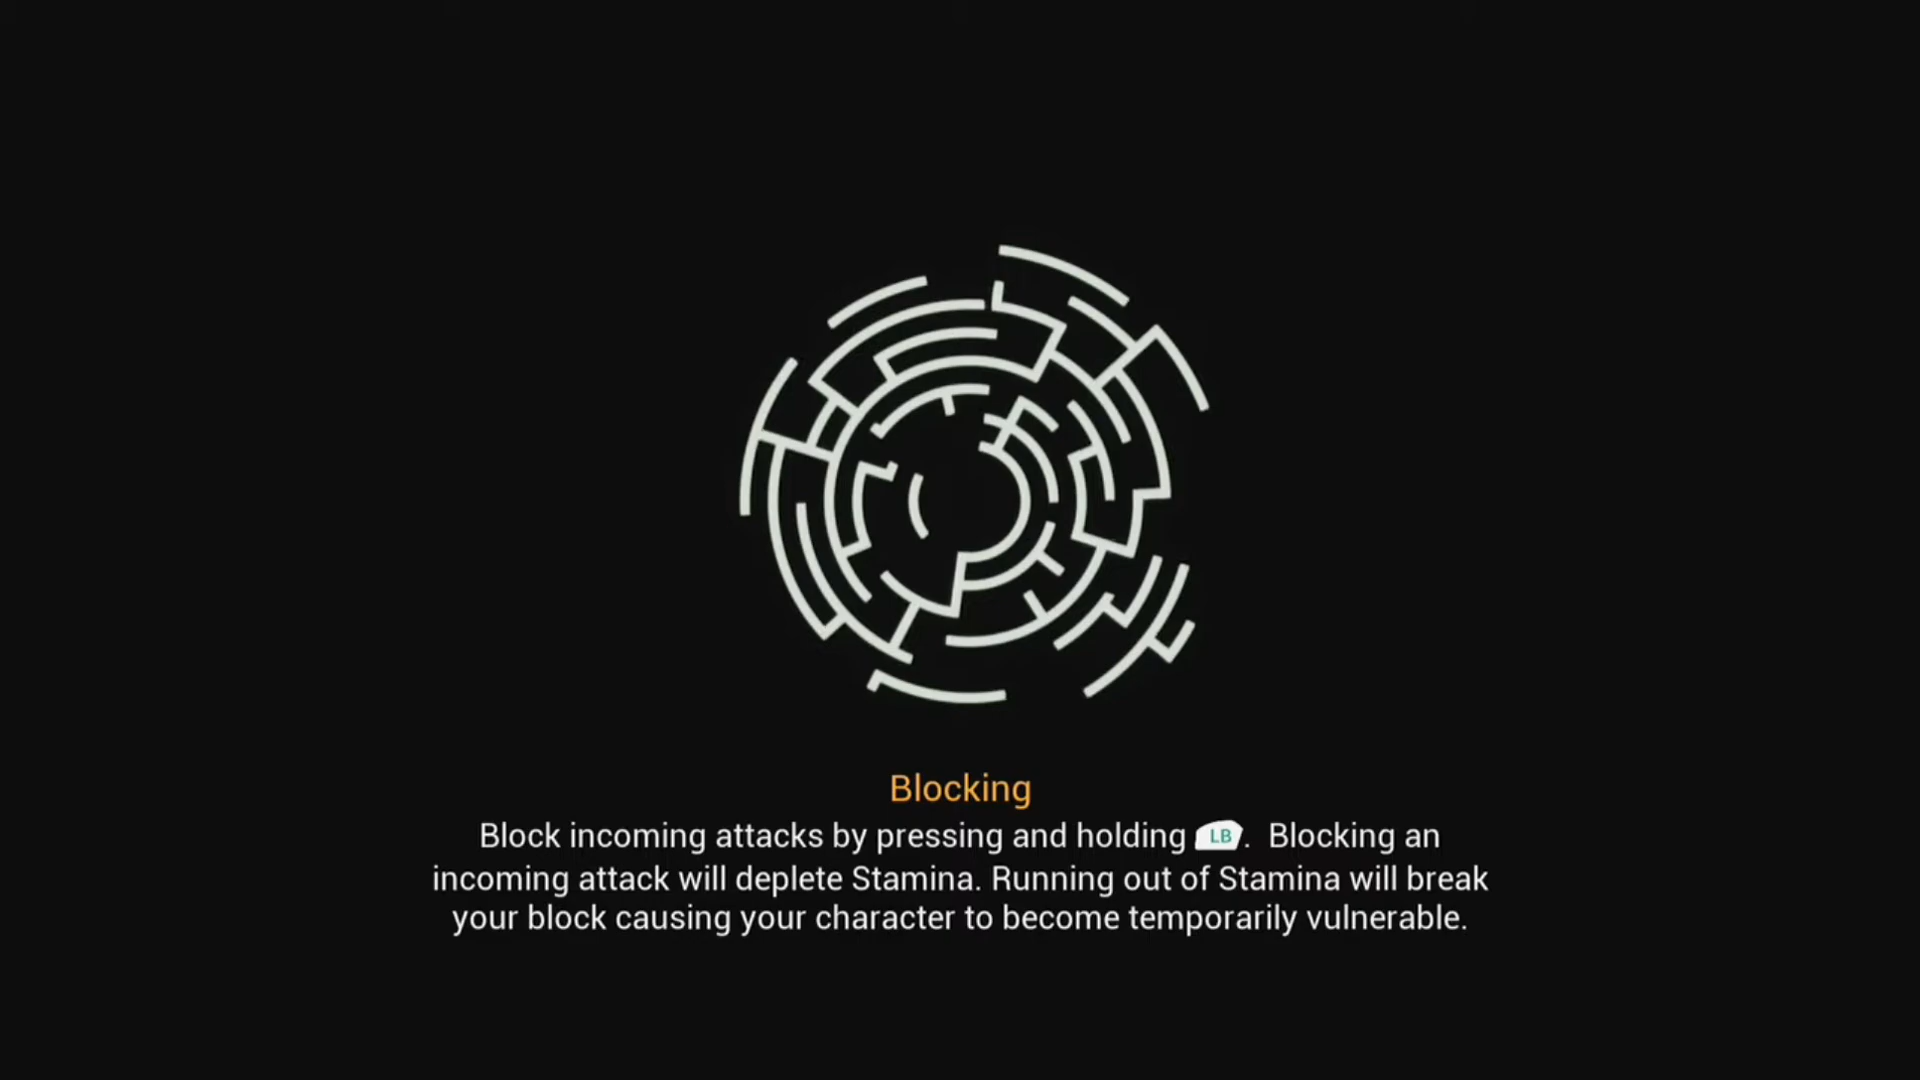 Blocking
Block incoming attacks by pressing and holding LB. Blocking an
incoming attack will deplete Stamina. Running out of Stamina will break
your block causing your character to become temporarily vulnerable.